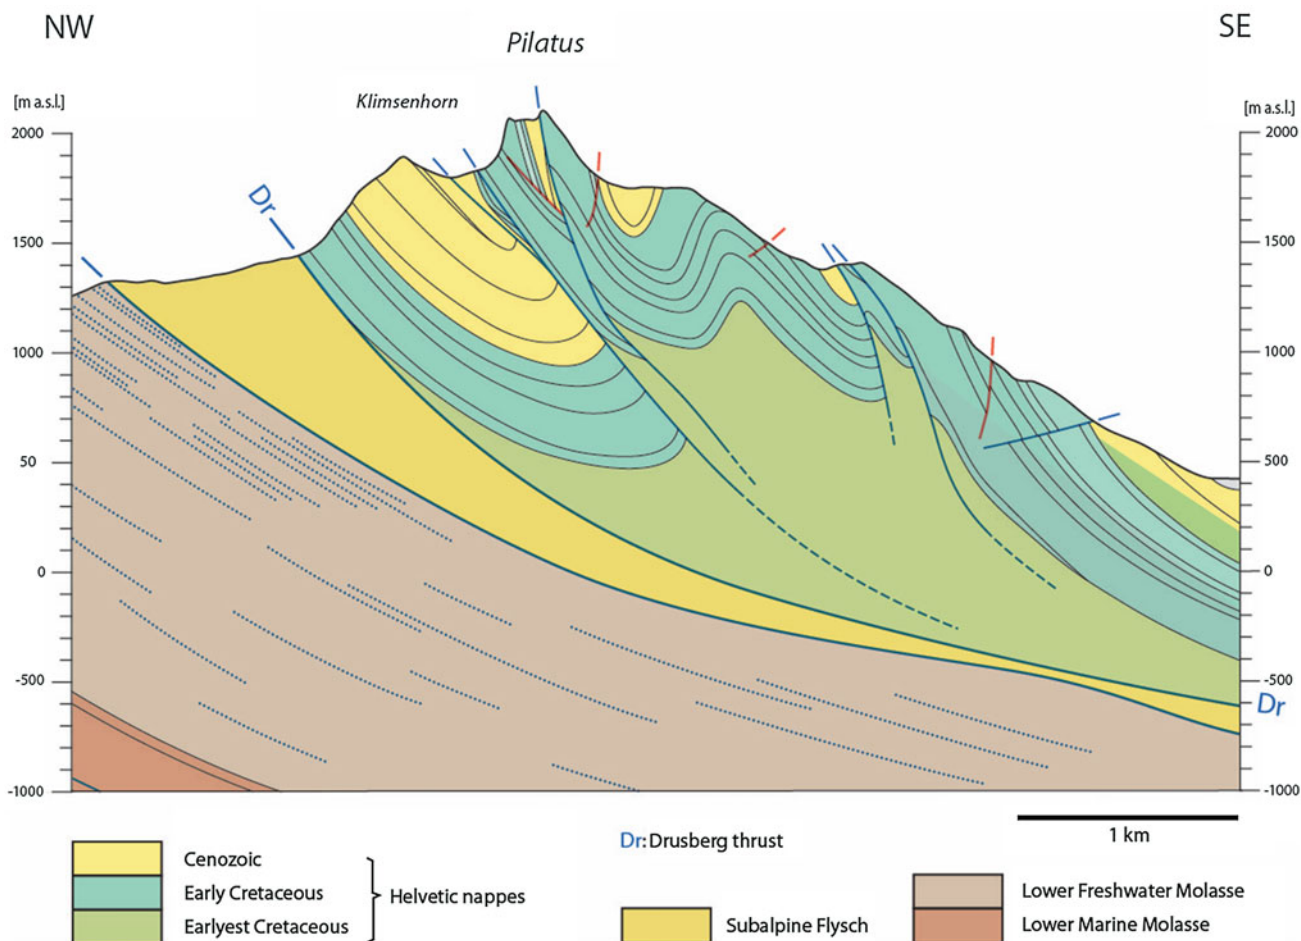 NW
SE
Pilatus
Klimsenhorn
[m a.s.l.]
[m a.s.l.]
2000
2000
Dr
1500
1500
1000
1000
50
500
0
0
-500
-500
Dr
-1000
-1000
1 km
Dr: Drusberg thrust
Cenozoic
Early Cretaceous
Earlyest Cretaceous
Helvetic nappes
Subalpine Flysch
Lower Freshwater Molasse
Lower Marine Molasse